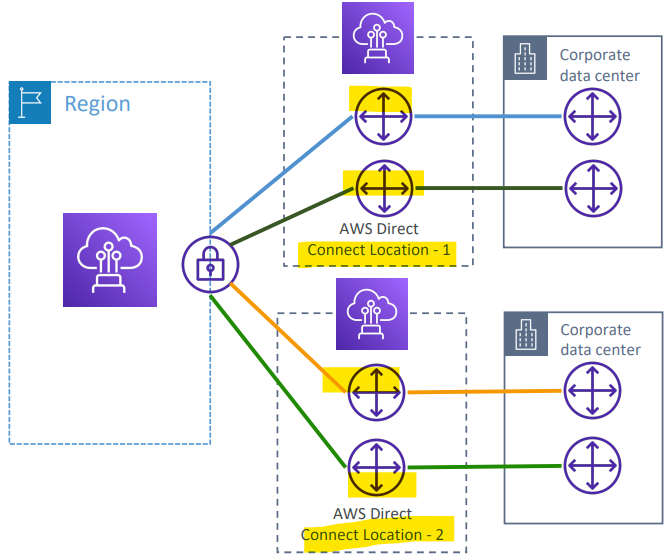 Region
Corporate
data center
AWS Direct
Connect Location - 1
Corporate
data center
AWS Direct
Connect Location - 2